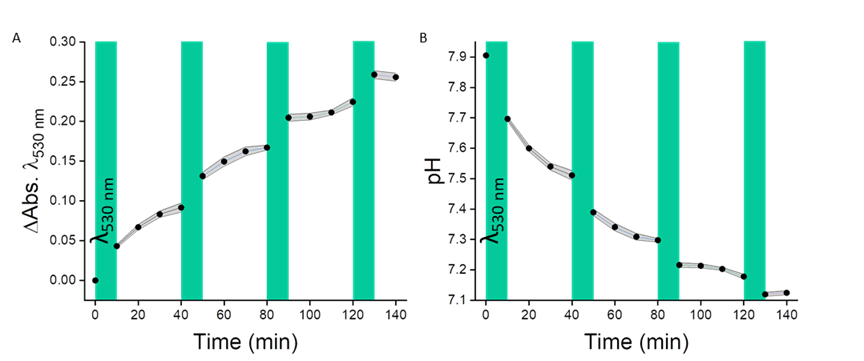 A
ΔAbs. λ-530 nm
0.30
0.25
0.20
0.15
0.10
0.05
0.00
λ530 nm
0 20 40 60 80 100 120 140
Time (min)
B
pH
7.9
7.8
7.7
7.6
7.5
7.4
7.3
7.2
7.1
λ530 nm
0 20 40 60 80 100 120 140
Time (min)